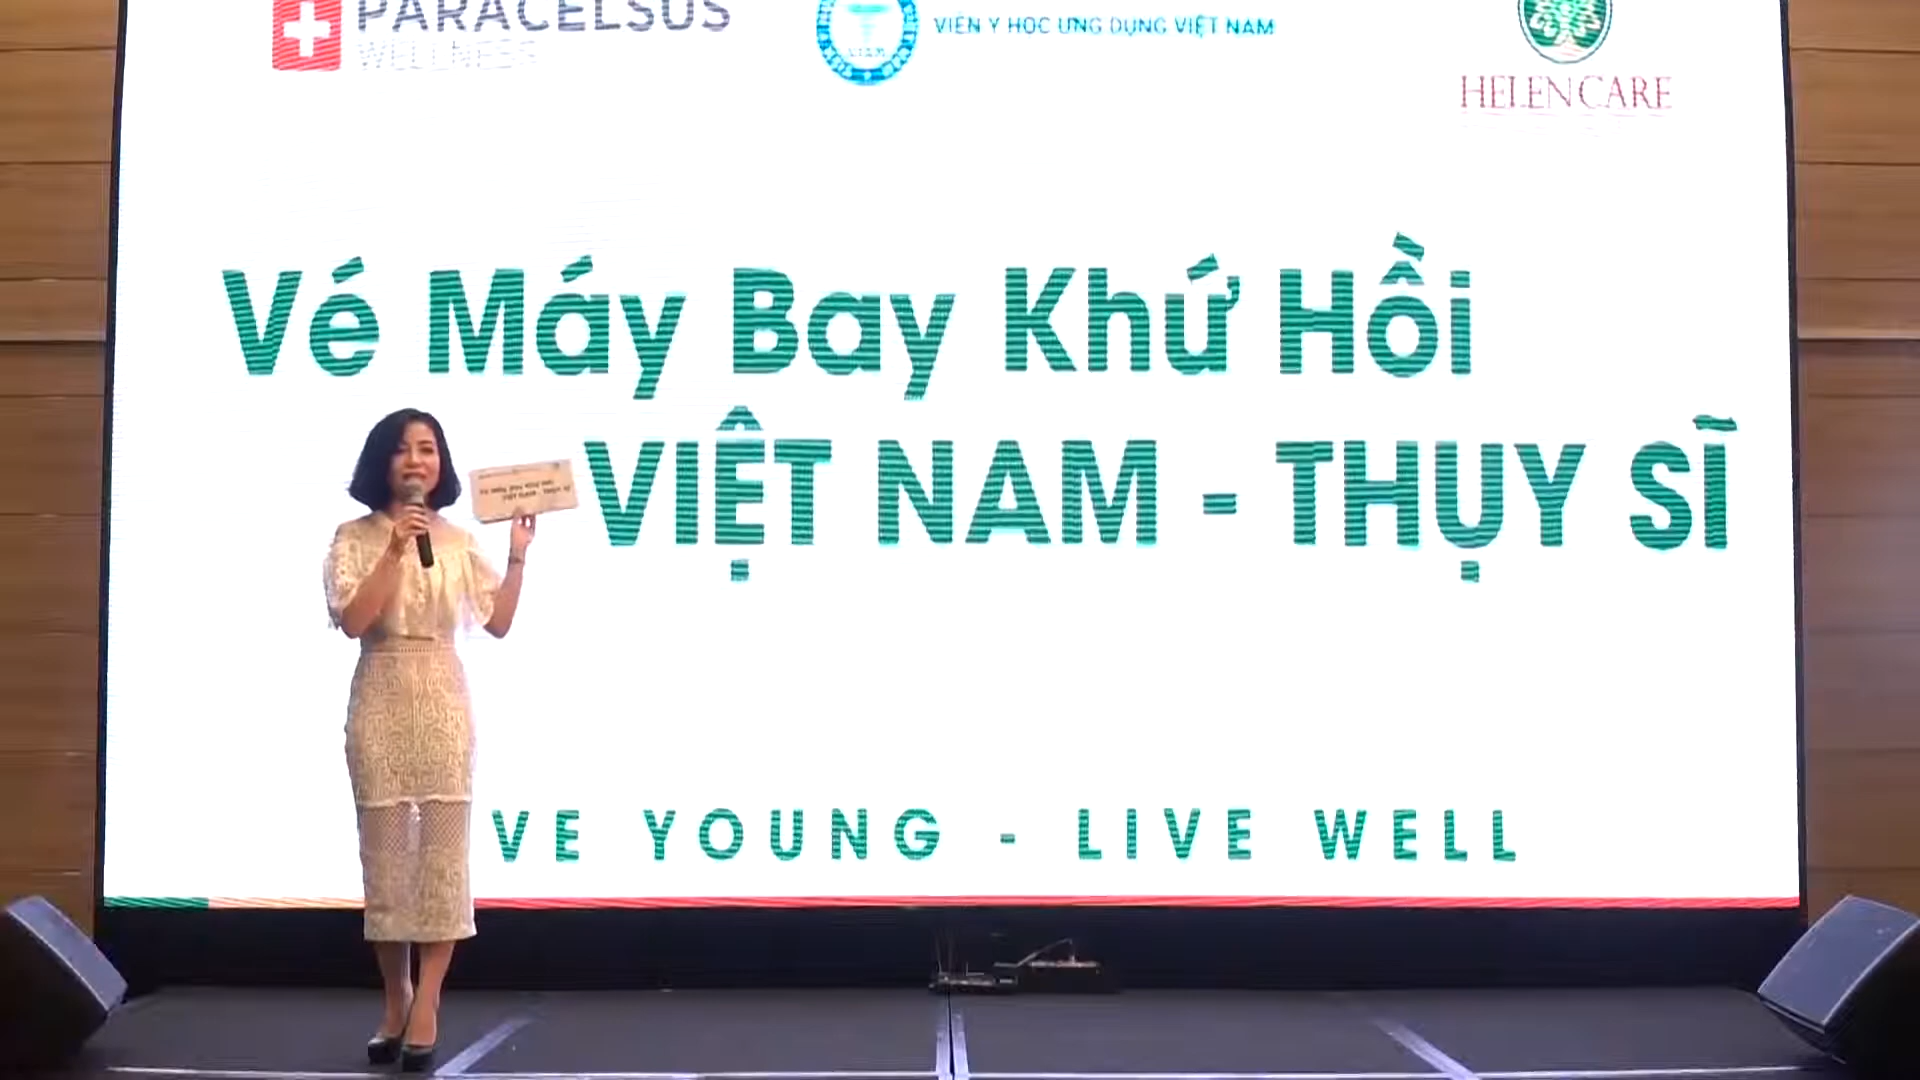 PARACELSUS
WELLNESS
VIỆN Y HỌC ỨNG DỤNG VIỆT NAM
HELENCARE
Vé Máy Bay Khứ Hồi
VIỆT NAM - THỤY SĨ
VE YOUNG - LIVE WELL